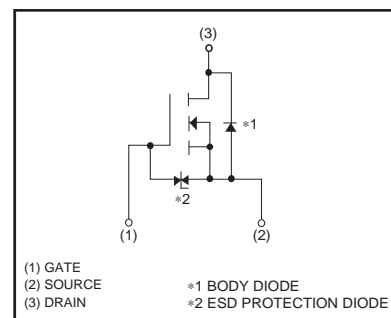 (3)
∗1
∗2
(1)
(2)
(1) GATE
(2) SOURCE
(3) DRAIN
∗1 BODY DIODE
∗2 ESD PROTECTION DIODE